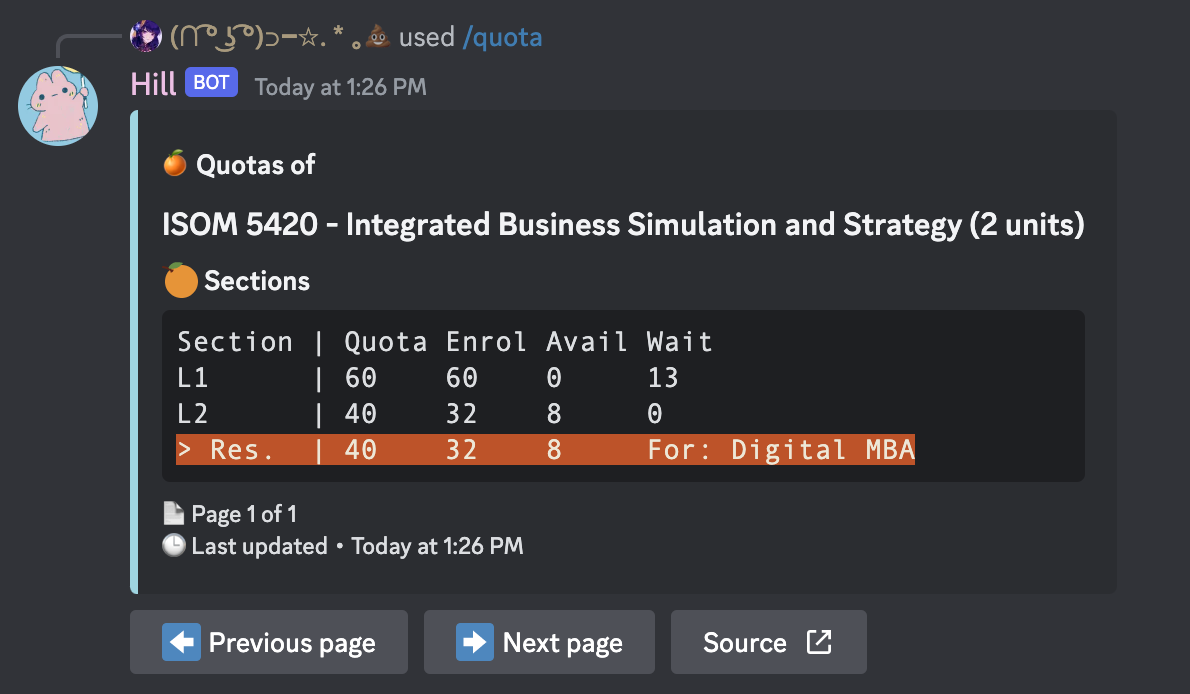 ( ͡° ͜ʖ ͡°)⊃━☆. * 。💩 used /quota
Hill BOT Today at 1:26 PM
🍊 Quotas of
ISOM 5420 - Integrated Business Simulation and Strategy (2 units)
Sections
Section | Quota Enrol Avail Wait
L1 | 60 60 0 13
L2 | 40 32 8 0
> Res. | 40 32 8 For: Digital MBA
Page 1 of 1
Last updated • Today at 1:26 PM
Previous page
Next page
Source